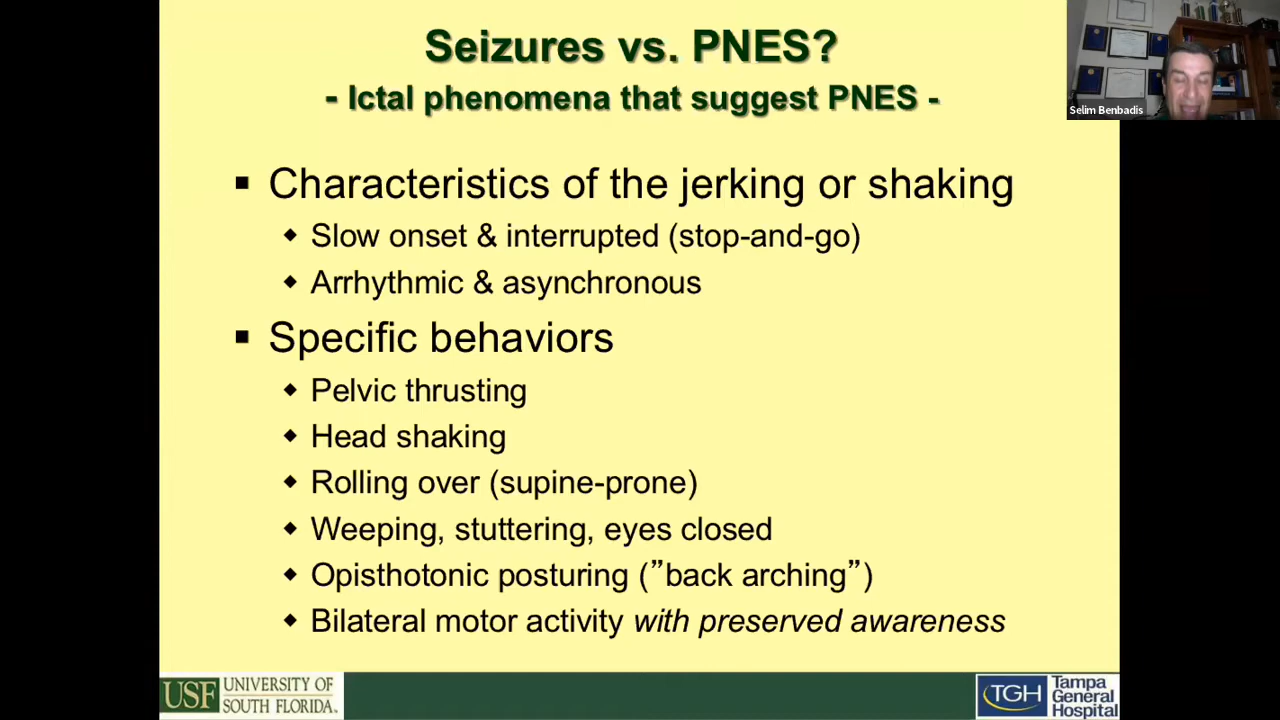 Seizures vs. PNES?
- Ictal phenomena that suggest PNES -
Selim Benbadis
▪ Characteristics of the jerking or shaking
◆ Slow onset & interrupted (stop-and-go)
◆ Arrhythmic & asynchronous
▪ Specific behaviors
◆ Pelvic thrusting
◆ Head shaking
◆ Rolling over (supine-prone)
◆ Weeping, stuttering, eyes closed
◆ Opisthotonic posturing (”back arching”)
◆ Bilateral motor activity with preserved awareness
USF UNIVERSITY OF
SOUTH FLORIDA
TGH Tampa
General
Hospital